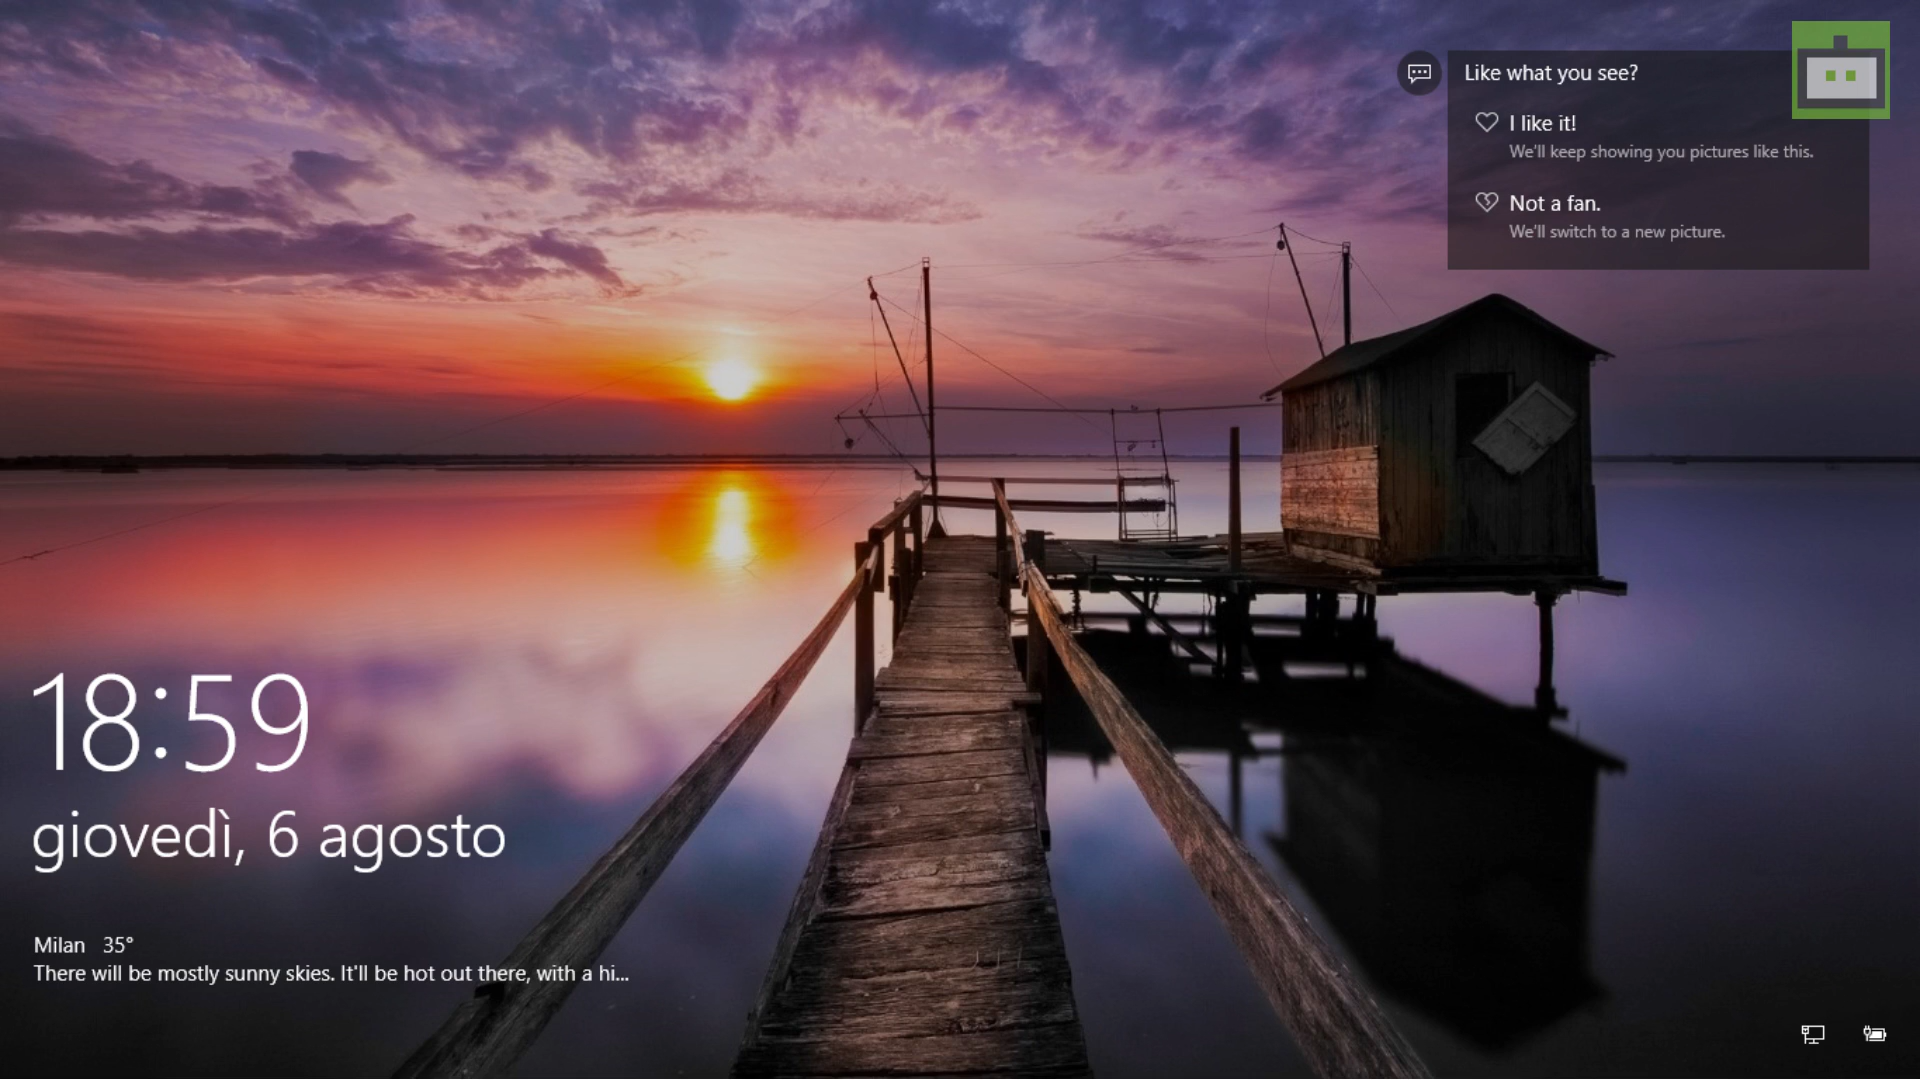 Like what you see?
I like it!
We'll keep showing you pictures like this.
Not a fan.
We'll switch to a new picture.
18:59
giovedì, 6 agosto
Milan 35°
There will be mostly sunny skies. It'll be hot out there, with a hi...